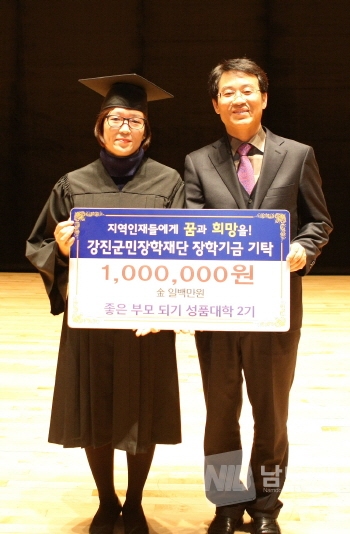 지역인재들에게 꿈과 희망을!
강진군민장학재단 장학기금 기탁
1,000,000원
金 일백만원
좋은 부모 되기 성품대학 2기